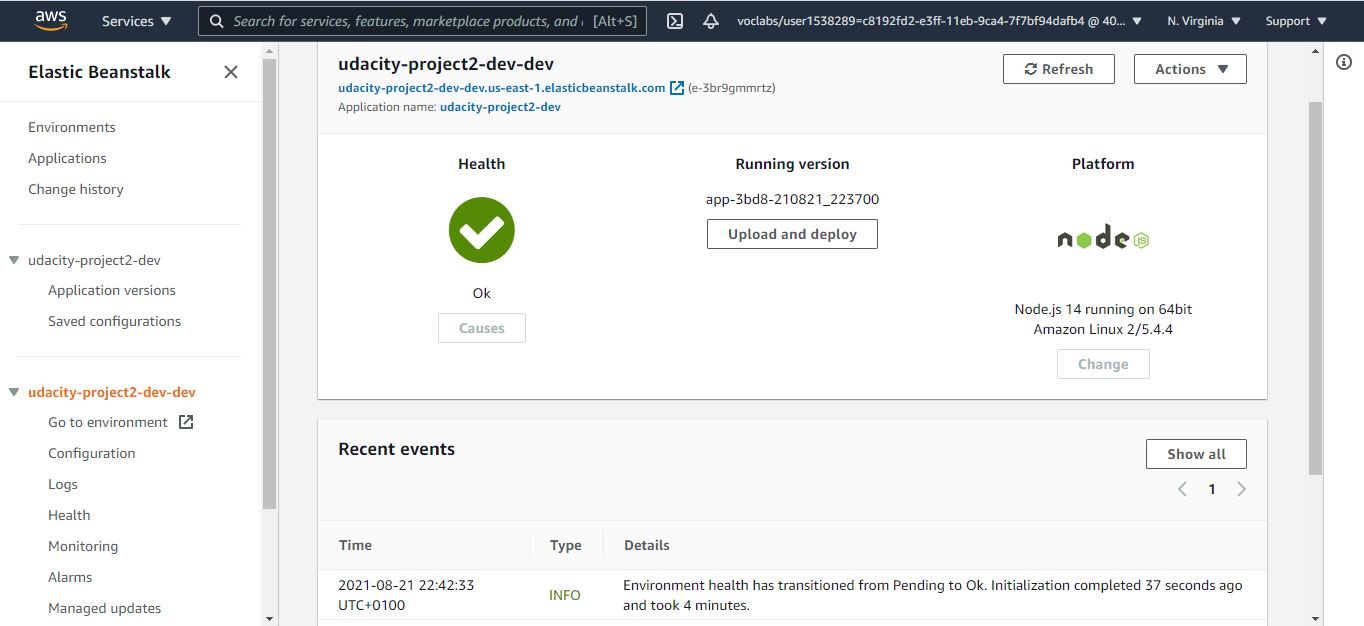 aws
Services
Search for services, features, marketplace products, and
[Alt+S]
voclabs/user1538289=c8192fd2-e3ff-11eb-9ca4-7f7bf94dafb4 @ 40...
N. Virginia
Support
Elastic Beanstalk
Environments
Applications
Change history
udacity-project2-dev
Application versions
Saved configurations
udacity-project2-dev-dev
Go to environment
Configuration
Logs
Health
Monitoring
Alarms
Managed updates
udacity-project2-dev-dev
udacity-project2-dev-dev.us-east-1.elasticbeanstalk.com (e-3br9gmmrtz)
Application name: udacity-project2-dev
Refresh
Actions
Health
Ok
Causes
Running version
app-3bd8-210821_223700
Upload and deploy
Platform
node
JS
Node.js 14 running on 64bit
Amazon Linux 2/5.4.4
Change
Recent events
Show all
1
Time
Type
Details
2021-08-21 22:42:33
UTC+0100
INFO
Environment health has transitioned from Pending to Ok. Initialization completed 37 seconds ago
and took 4 minutes.